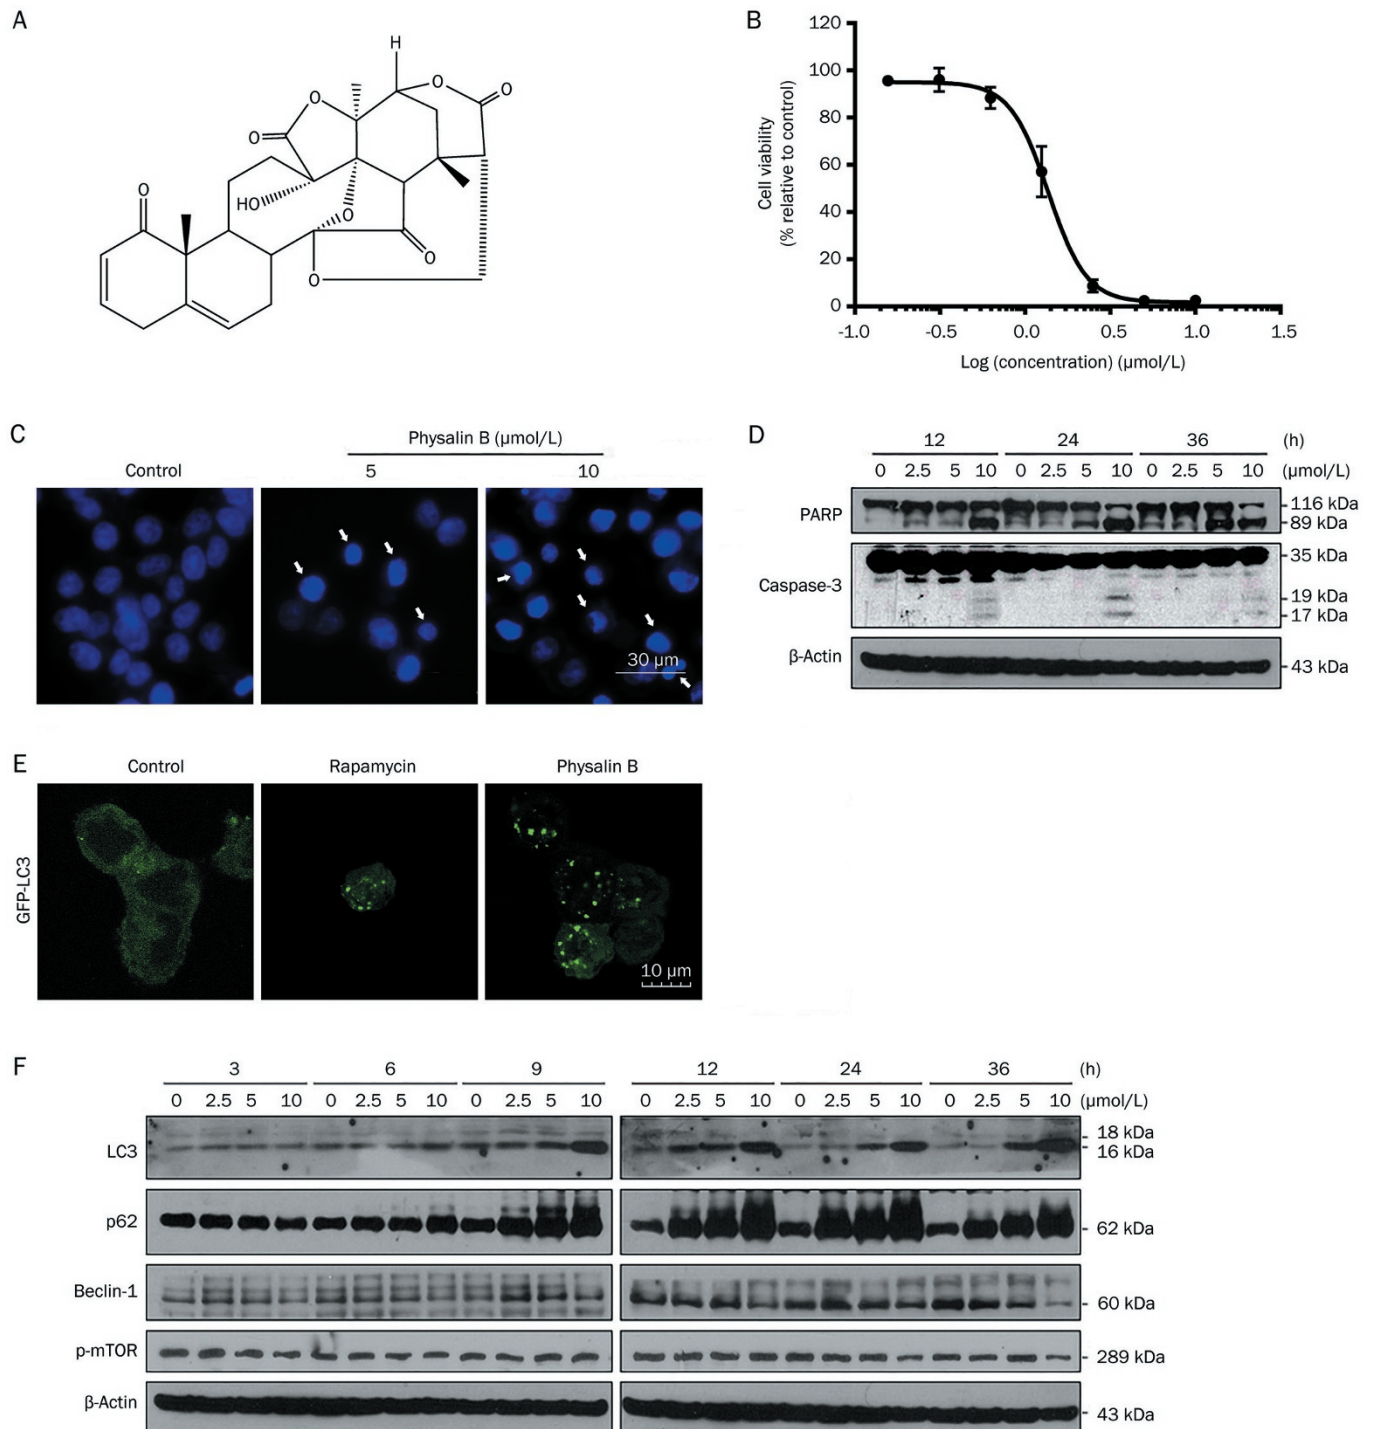 A
H
O
O
O
O
HO
O
O
O
O
B
120
100
80
60
40
20
0
Cell viability
(% relative to control)
-1.0 -0.5 0.0 0.5 1.0 1.5
Log (concentration) (µmol/L)
C
Physalin B (µmol/L)
Control 5 10
30 µm
D
12 24 36 (h)
0 2.5 5 10 0 2.5 5 10 0 2.5 5 10 (µmol/L)
PARP
116 kDa
89 kDa
Caspase-3
35 kDa
19 kDa
17 kDa
β-Actin
43 kDa
E
Control Rapamycin Physalin B
GFP-LC3
10 µm
F
3 6 9 12 24 36 (h)
0 2.5 5 10 0 2.5 5 10 0 2.5 5 10 0 2.5 5 10 0 2.5 5 10 0 2.5 5 10 (µmol/L)
LC3
18 kDa
16 kDa
p62
62 kDa
Beclin-1
60 kDa
p-mTOR
289 kDa
β-Actin
43 kDa